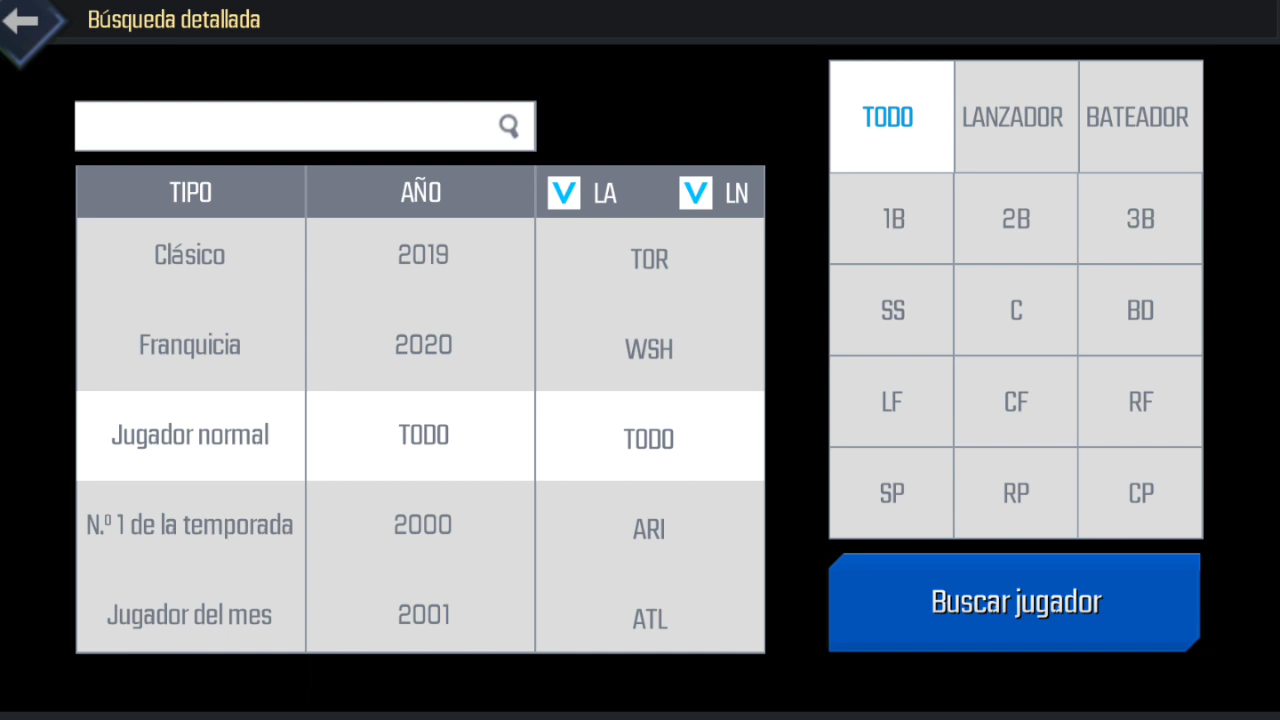 Búsqueda detallada
TIPO AÑO V LA V LN
Clásico 2019 TOR
Franquicia 2020 WSH
Jugador normal TODO TODO
N.º 1 de la temporada 2000 ARI
Jugador del mes 2001 ATL
TODO LANZADOR BATEADOR
1B 2B 3B
SS C BD
LF CF RF
SP RP CP
Buscar jugador